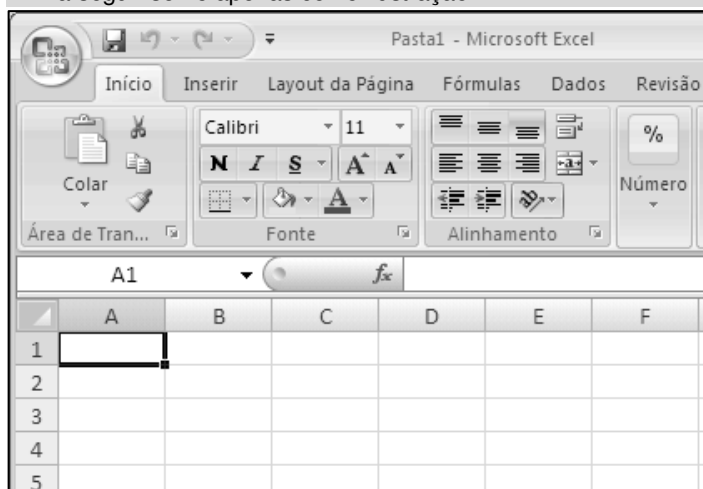 Pasta1 - Microsoft Excel
Início Inserir Layout da Página Fórmulas Dados Revisão
Calibri 11
%
Colar
N I S A A
Número
A
Área de Tran... Fonte Alinhamento
A1 fx
A B C D E F
1
2
3
4
5